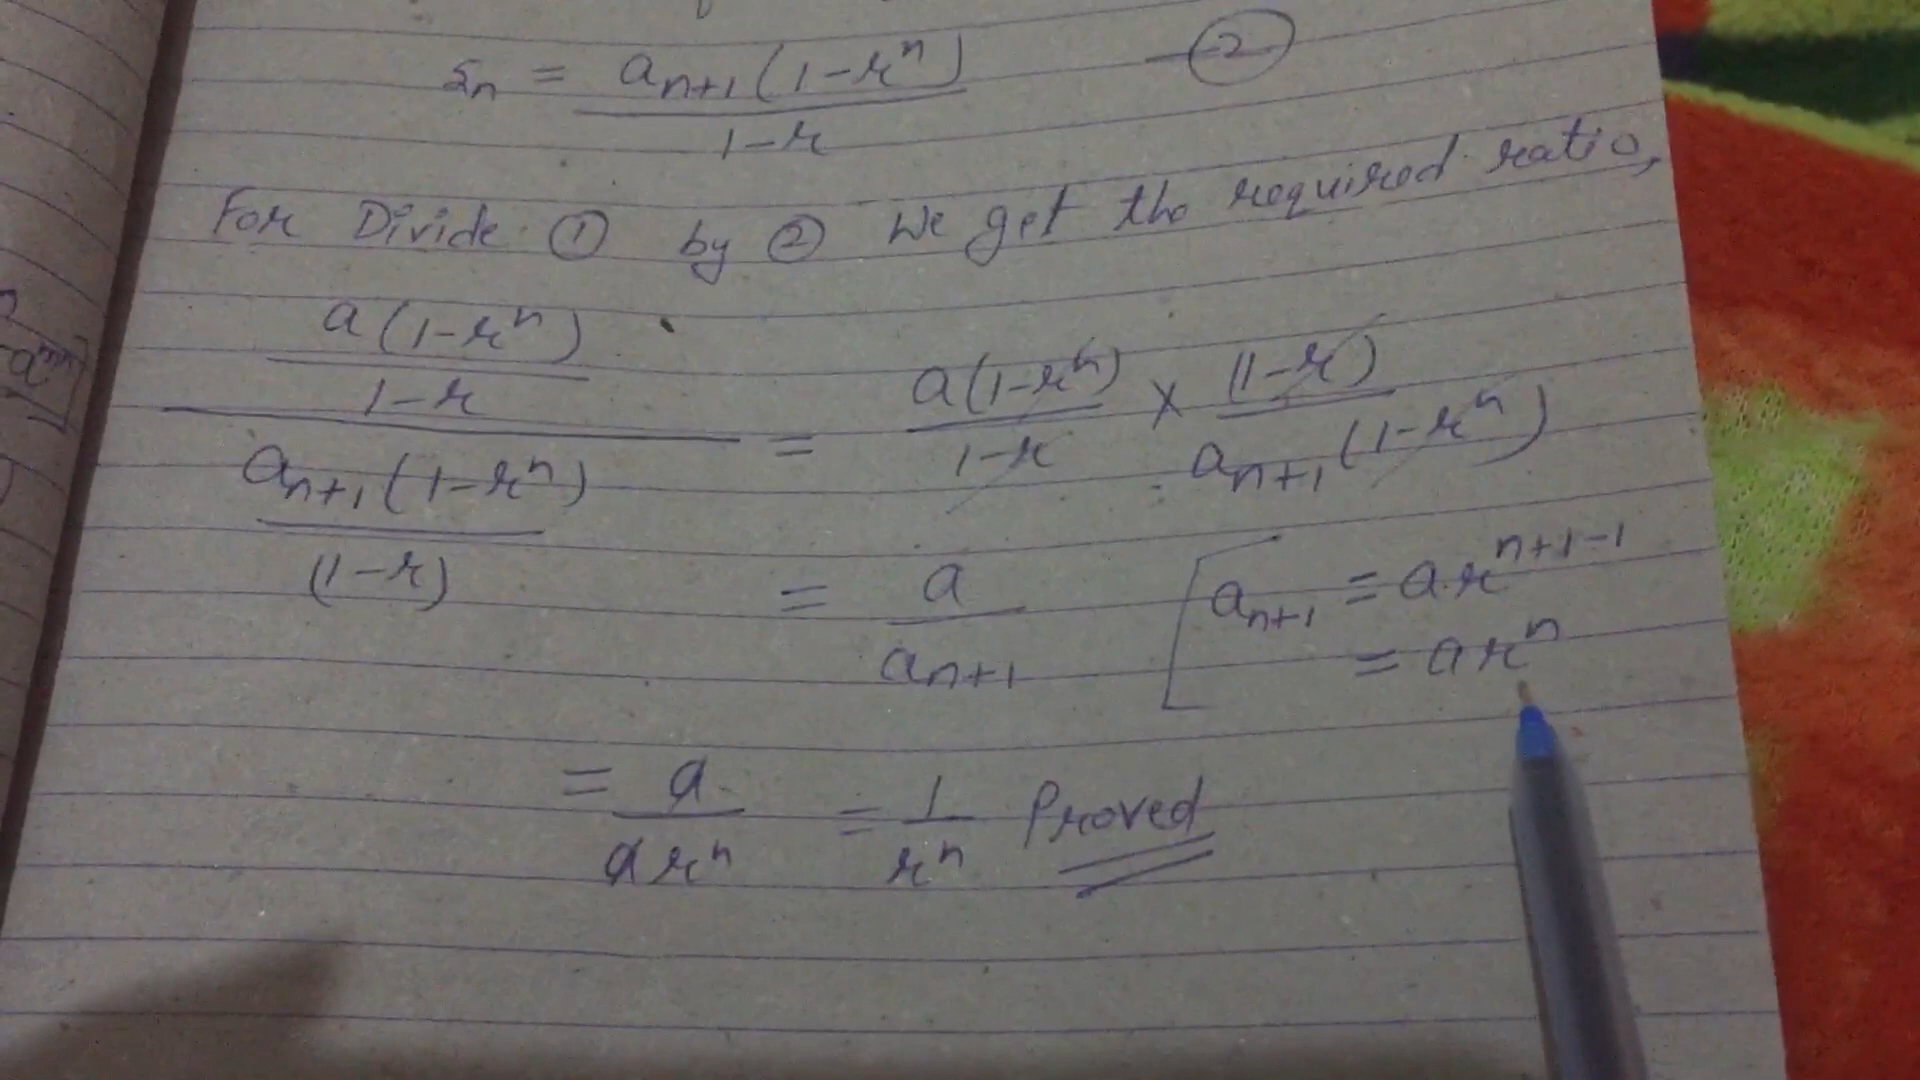 Sn = an+1(1-r^n) / 1-r — ②
For Divide ① by ② We get the required ratio,
a(1-r^n) / 1-r / an+1(1-r^n) / (1-r) = a(1-r^n) / 1-r × (1-r) / an+1(1-r^n)
= a / an+1 [ an+1 = a.r^n+1-1
= ar^n
= a / ar^n = 1 / r^n Proved